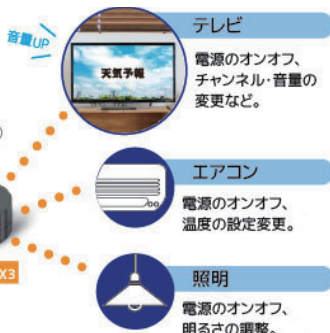 音量UP
テレビ
天気予報
電源のオンオフ、
チャンネル・音量の
変更など。
エアコン
電源のオンオフ、
温度の設定変更。
X3
照明
電源のオンオフ、
明るさの調整。